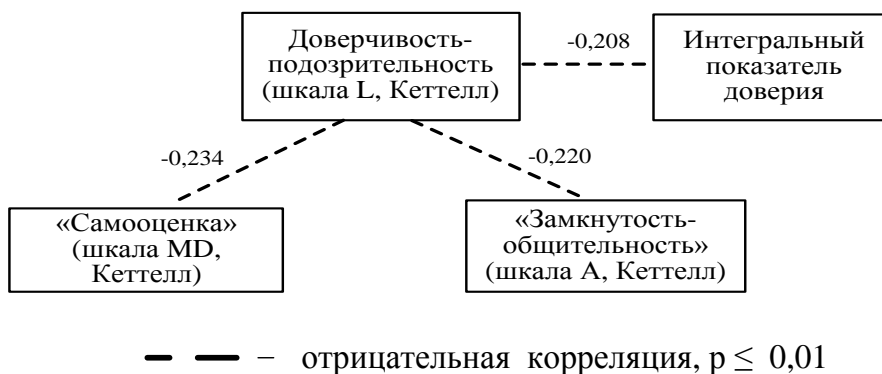 Доверчивость-
подозрительность
(шкала L, Кеттелл)
-0,208
Интегральный
показатель
доверия
-0,234
-0,220
«Самооценка»
(шкала MD,
Кеттелл)
«Замкнутость-
общительность»
(шкала A, Кеттелл)
– отрицательная корреляция, p ≤ 0,01